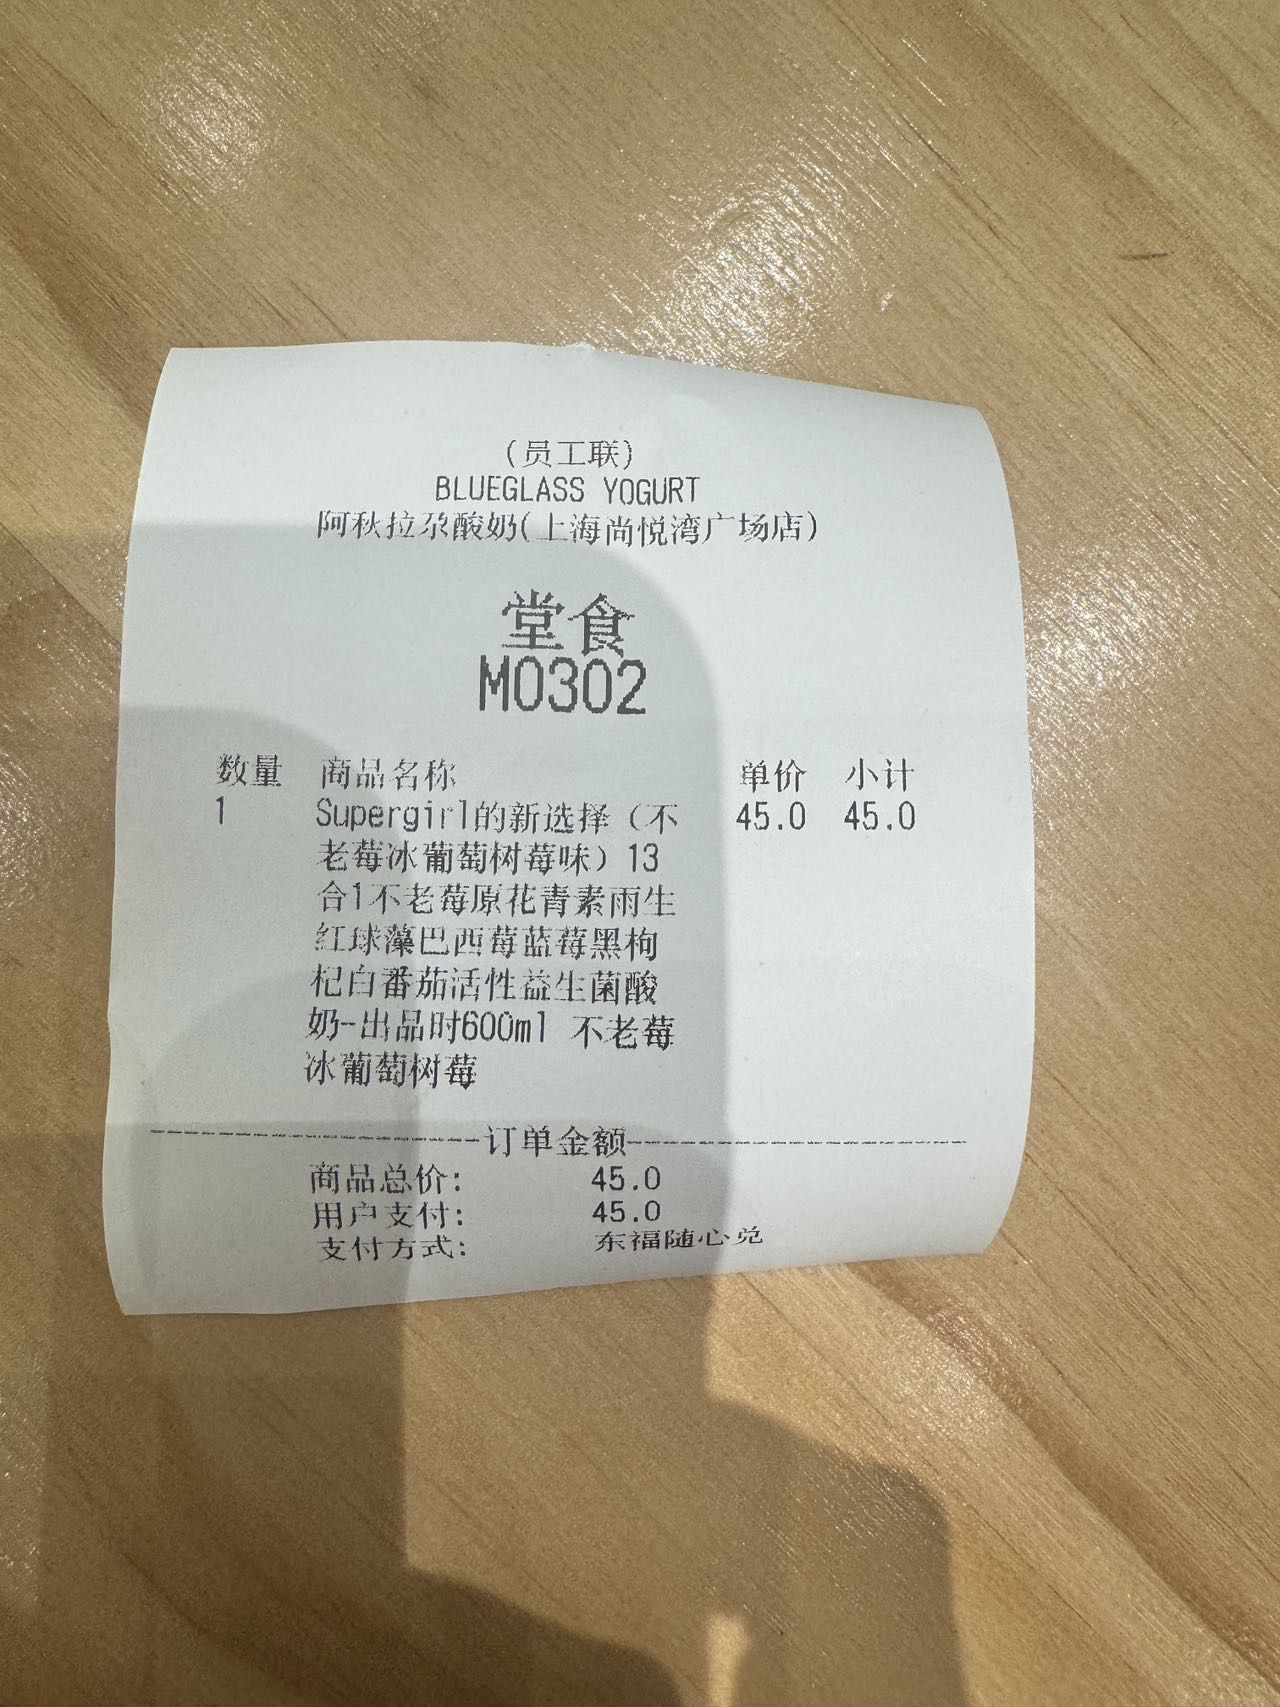 (员工联)
BLUEGLASS YOGURT
阿秋拉尕酸奶(上海尚悦湾广场店)
堂食
M0302
数量 商品名称 单价 小计
1 Supergirl的新选择（不 45.0 45.0
老莓冰葡萄树莓味）13
合1不老莓原花青素雨生
红球藻巴西莓蓝莓黑枸
杞白番茄活性益生菌酸
奶-出品时600ml 不老莓
冰葡萄树莓
订单金额
商品总价: 45.0
用户支付: 45.0
支付方式: 东福随心兑